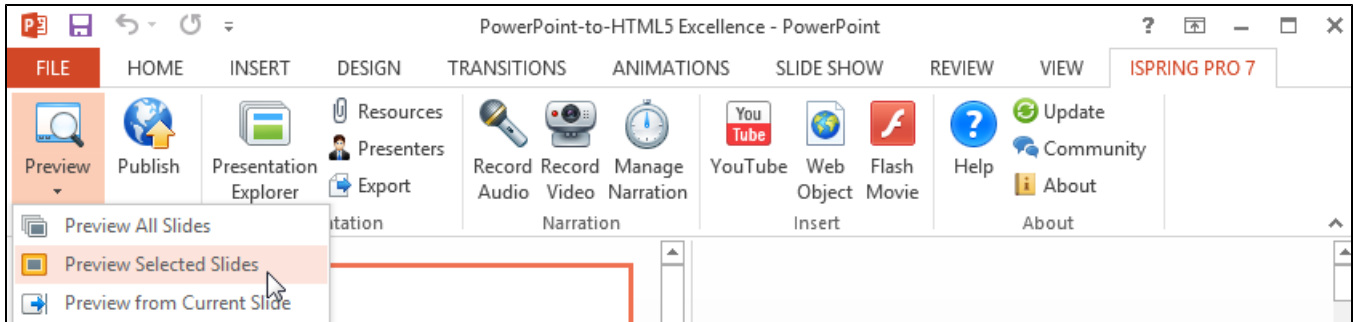 PowerPoint-to-HTML5 Excellence - PowerPoint
FILE HOME INSERT DESIGN TRANSITIONS ANIMATIONS SLIDE SHOW REVIEW VIEW ISPRING PRO 7
Preview
Publish
Presentation
Explorer
Resources
Presenters
Export
Record
Audio
Record
Video
Manage
Narration
You
Tube
YouTube
Web
Object
Flash
Movie
Help
Update
Community
About
ntation
Narration
Insert
About
Preview All Slides
Preview Selected Slides
Preview from Current Slide